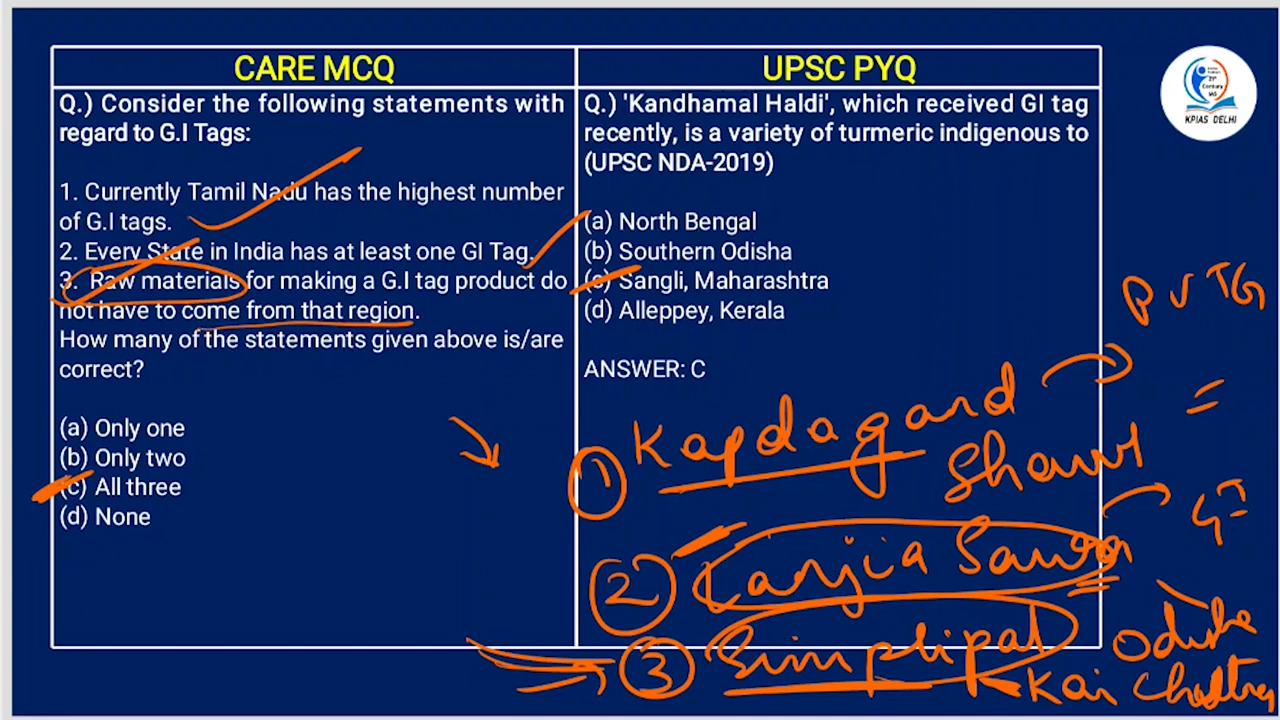 CARE MCQ
Q.) Consider the following statements with
regard to G.I Tags:
1. Currently Tamil Nadu has the highest number
of G.I tags.
2. Every State in India has at least one GI Tag.
3. Raw materials for making a G.I tag product do
not have to come from that region.
How many of the statements given above is/are
correct?
(a) Only one
(b) Only two
(c) All three
(d) None
UPSC PYQ
Q.) 'Kandhamal Haldi', which received GI tag
recently, is a variety of turmeric indigenous to
(UPSC NDA-2019)
(a) North Bengal
(b) Southern Odisha
(c) Sangli, Maharashtra
(d) Alleppey, Kerala
ANSWER: C
PVTG
1 Kapdagand
Shawl
2 Lanjia Saura
3 Simplipal
Kai
21st
Century
IAS
KPIAS DELHI